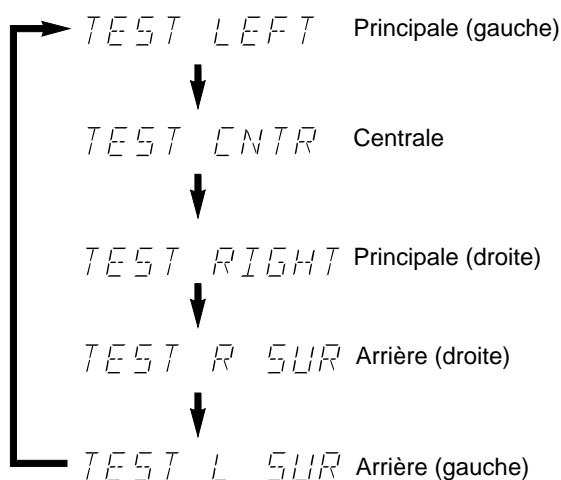 TEST LEFT Principale (gauche)
TEST CNTR Centrale
TEST RIGHT Principale (droite)
TEST R SUR Arrière (droite)
TEST L SUR Arrière (gauche)